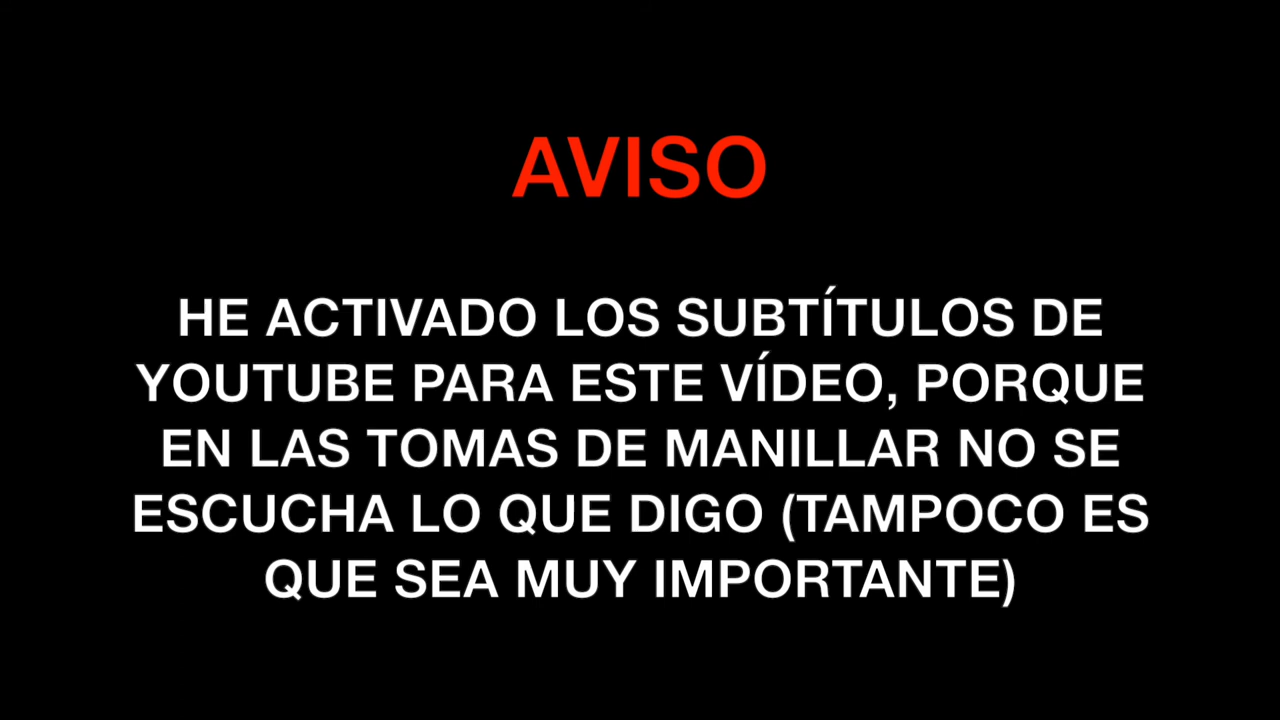 AVISO
HE ACTIVADO LOS SUBTÍTULOS DE
YOUTUBE PARA ESTE VÍDEO, PORQUE
EN LAS TOMAS DE MANILLAR NO SE
ESCUCHA LO QUE DIGO (TAMPOCO ES
QUE SEA MUY IMPORTANTE)